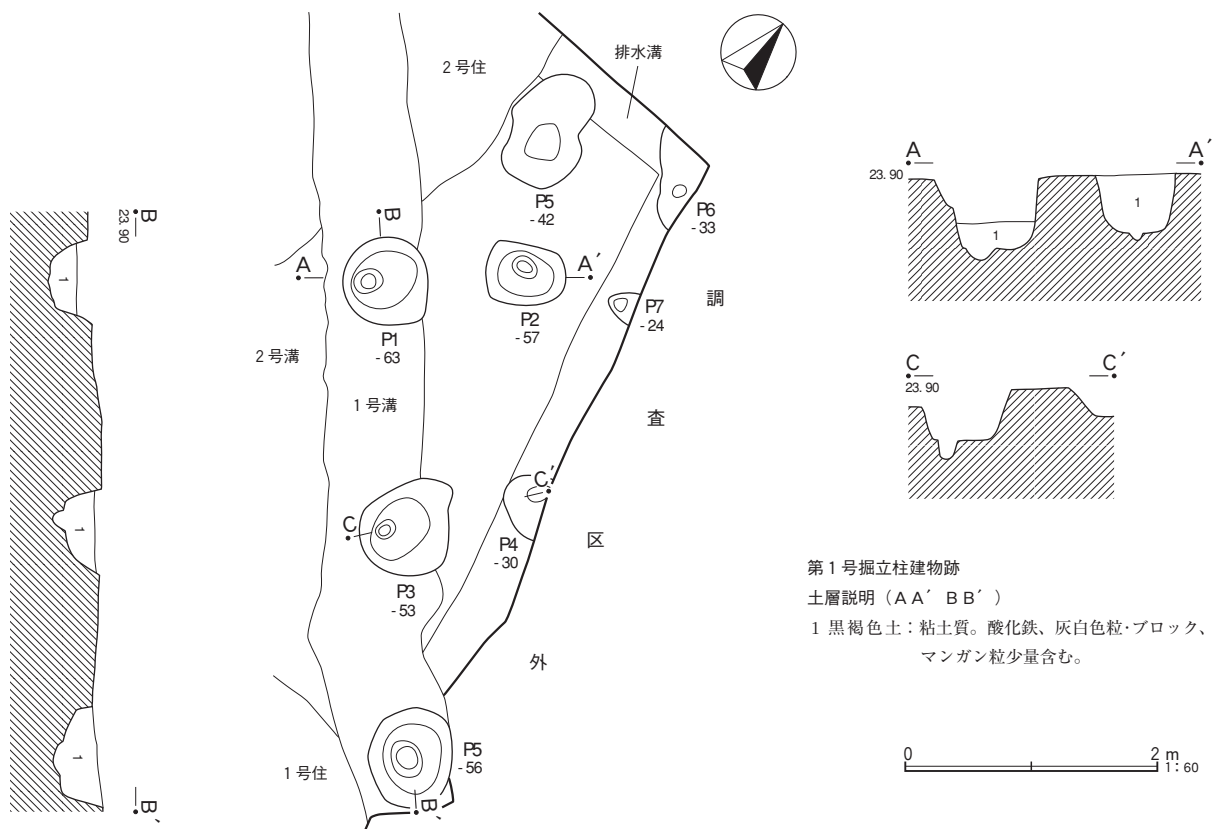 2号住
排水溝
P5
-42
P6
-33
B
23.90
B
A
A´
P1
-63
P2
-57
P7
-24
調
2号溝
1号溝
査
C
C´
P3
-53
P4
-30
区
外
P5
-56
1号住
B´
B´
1
1
1
A
A´
23.90
1
1
C
C´
23.90
第1号掘立柱建物跡
土層説明（AA´ BB´）
1 黒褐色土：粘土質。酸化鉄、灰白色粒・ブロック、
マンガン粒少量含む。
0 2 m
1：60